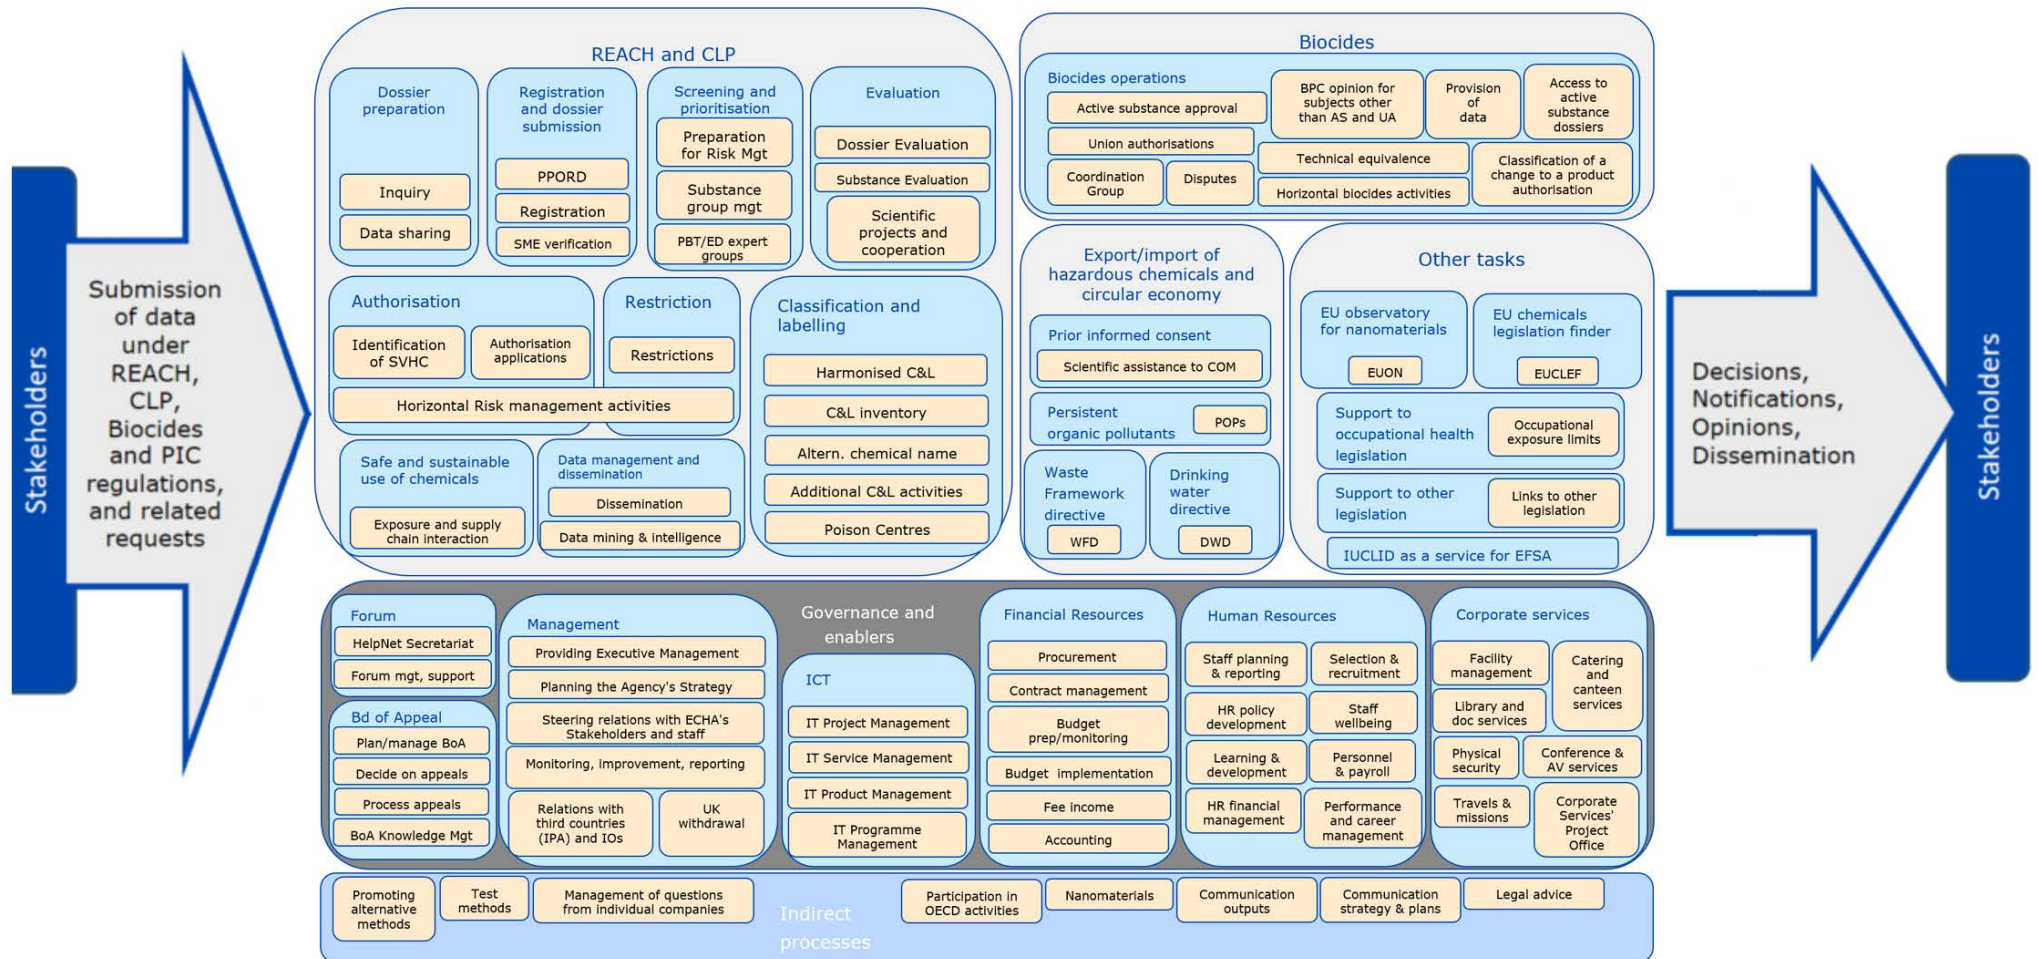 Stakeholders
Submission
of data
under
REACH,
CLP,
Biocides
and PIC
regulations,
and related
requests
REACH and CLP
Dossier
preparation
Inquiry
Data sharing
Registration
and dossier
submission
PPORD
Registration
SME verification
Screening and
prioritisation
Preparation
for Risk Mgt
Substance
group mgt
PBT/ED expert
groups
Evaluation
Dossier Evaluation
Substance Evaluation
Scientific
projects and
cooperation
Authorisation
Identification
of SVHC
Authorisation
applications
Restriction
Restrictions
Horizontal Risk management activities
Classification and
labelling
Harmonised C&L
C&L inventory
Altern. chemical name
Additional C&L activities
Poison Centres
Safe and sustainable
use of chemicals
Exposure and supply
chain interaction
Data management and
dissemination
Dissemination
Data mining & intelligence
Biocides
Biocides operations
Active substance approval
Union authorisations
Coordination
Group
Disputes
BPC opinion for
subjects other
than AS and UA
Provision
of
data
Access to
active
substance
dossiers
Technical equivalence
Horizontal biocides activities
Classification of a
change to a product
authorisation
Export/import of
hazardous chemicals and
circular economy
Prior informed consent
Scientific assistance to COM
Persistent
organic pollutants
POPs
Waste
Framework
directive
WFD
Drinking
water
directive
DWD
Other tasks
EU observatory
for nanomaterials
EUON
EU chemicals
legislation finder
EUCLEF
Support to
occupational health
legislation
Occupational
exposure limits
Support to other
legislation
Links to other
legislation
IUCLID as a service for EFSA
Governance and
enablers
Forum
HelpNet Secretariat
Forum mgt, support
Bd of Appeal
Plan/manage BoA
Decide on appeals
Process appeals
BoA Knowledge Mgt
Management
Providing Executive Management
Planning the Agency's Strategy
Steering relations with ECHA's
Stakeholders and staff
Monitoring, improvement, reporting
Relations with
third countries
(IPA) and IOs
UK
withdrawal
ICT
IT Project Management
IT Service Management
IT Product Management
IT Programme
Management
Financial Resources
Procurement
Contract management
Budget
prep/monitoring
Budget implementation
Fee income
Accounting
Human Resources
Staff planning
& reporting
Selection &
recruitment
HR policy
development
Staff
wellbeing
Learning &
development
Personnel
& payroll
HR financial
management
Performance
and career
management
Corporate services
Facility
management
Catering
and
canteen
services
Library and
doc services
Physical
security
Conference &
AV services
Travels &
missions
Corporate
Services'
Project
Office
Indirect
processes
Promoting
alternative
methods
Test
methods
Management of questions
from individual companies
Participation in
OECD activities
Nanomaterials
Communication
outputs
Communication
strategy & plans
Legal advice
Decisions,
Notifications,
Opinions,
Dissemination
Stakeholders